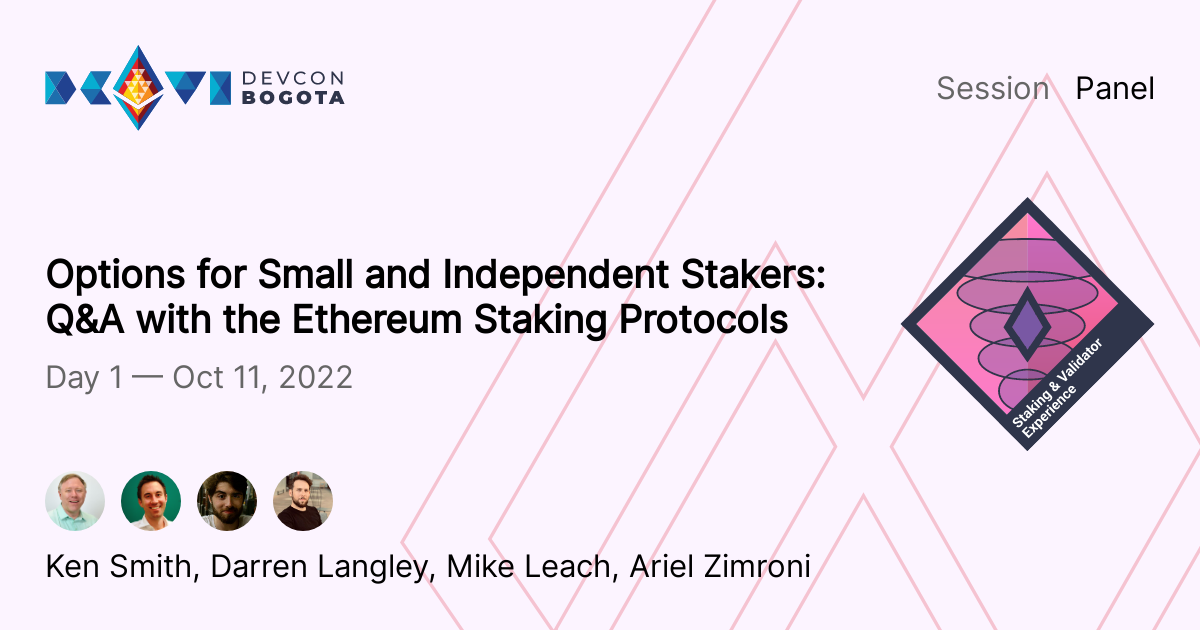 DEVCON
BOGOTA
Session Panel
Options for Small and Independent Stakers:
Q&A with the Ethereum Staking Protocols
Day 1 — Oct 11, 2022
Staking & Validator
Experience
Ken Smith, Darren Langley, Mike Leach, Ariel Zimroni